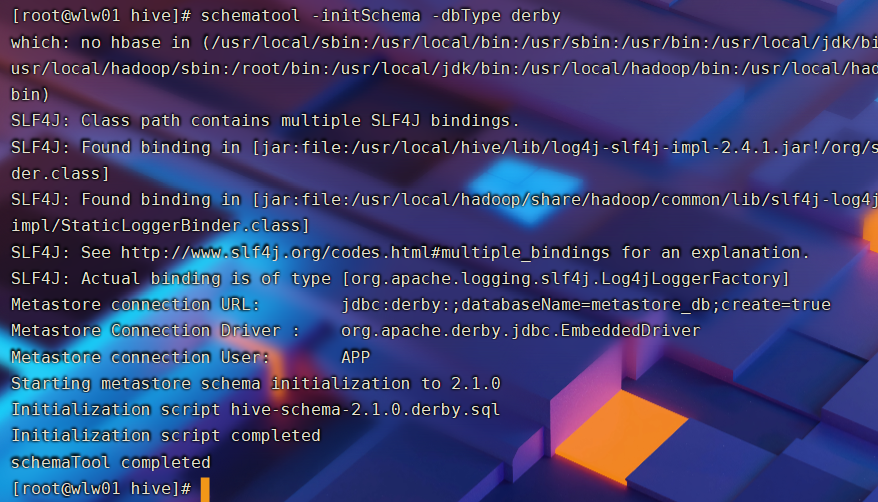 [root@wlw01 hive]# schematool -initSchema -dbType derby
which: no hbase in (/usr/local/sbin:/usr/local/bin:/usr/sbin:/usr/bin:/usr/local/jdk/bi
usr/local/hadoop/sbin:/root/bin:/usr/local/jdk/bin:/usr/local/hadoop/bin:/usr/local/had
bin)
SLF4J: Class path contains multiple SLF4J bindings.
SLF4J: Found binding in [jar:file:/usr/local/hive/lib/log4j-slf4j-impl-2.4.1.jar!/org/s
der.class]
SLF4J: Found binding in [jar:file:/usr/local/hadoop/share/hadoop/common/lib/slf4j-log4j
impl/StaticLoggerBinder.class]
SLF4J: See http://www.slf4j.org/codes.html#multiple_bindings for an explanation.
SLF4J: Actual binding is of type [org.apache.logging.slf4j.Log4jLoggerFactory]
Metastore connection URL:        jdbc:derby:;databaseName=metastore_db;create=true
Metastore Connection Driver :    org.apache.derby.jdbc.EmbeddedDriver
Metastore connection User:       APP
Starting metastore schema initialization to 2.1.0
Initialization script hive-schema-2.1.0.derby.sql
Initialization script completed
schemaTool completed
[root@wlw01 hive]#